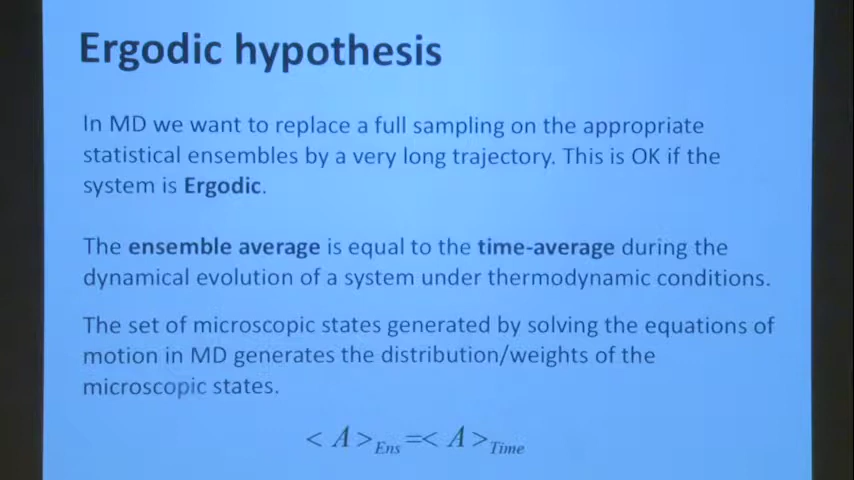 Ergodic hypothesis
In MD we want to replace a full sampling on the appropriate
statistical ensembles by a very long trajectory. This is OK if the
system is Ergodic.
The ensemble average is equal to the time-average during the
dynamical evolution of a system under thermodynamic conditions.
The set of microscopic states generated by solving the equations of
motion in MD generates the distribution/weights of the
microscopic states.
< A >Ens =< A >Time